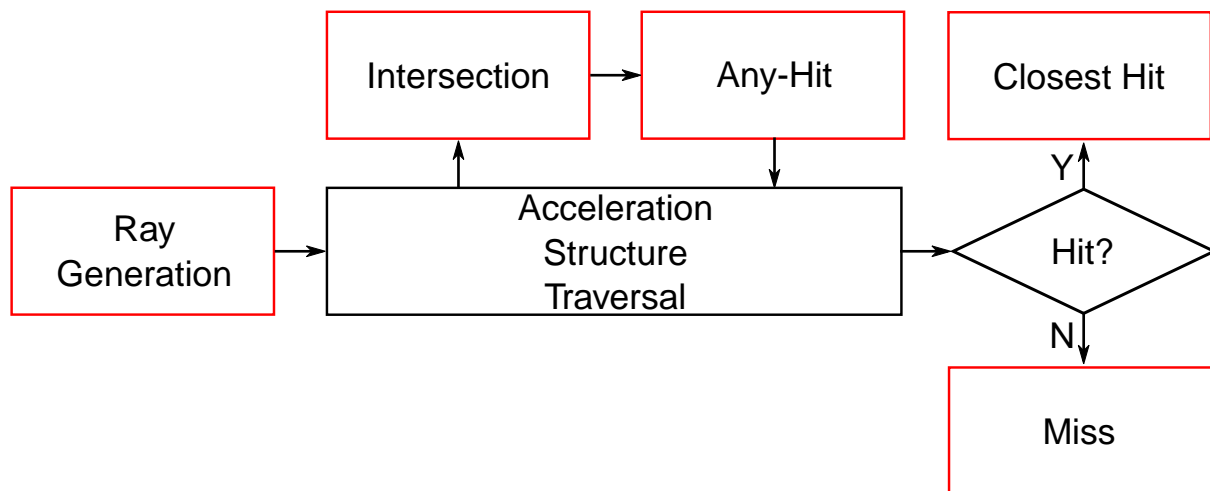 Intersection
Any-Hit
Closest Hit
Ray
Generation
Acceleration
Structure
Traversal
Y
Hit?
N
Miss